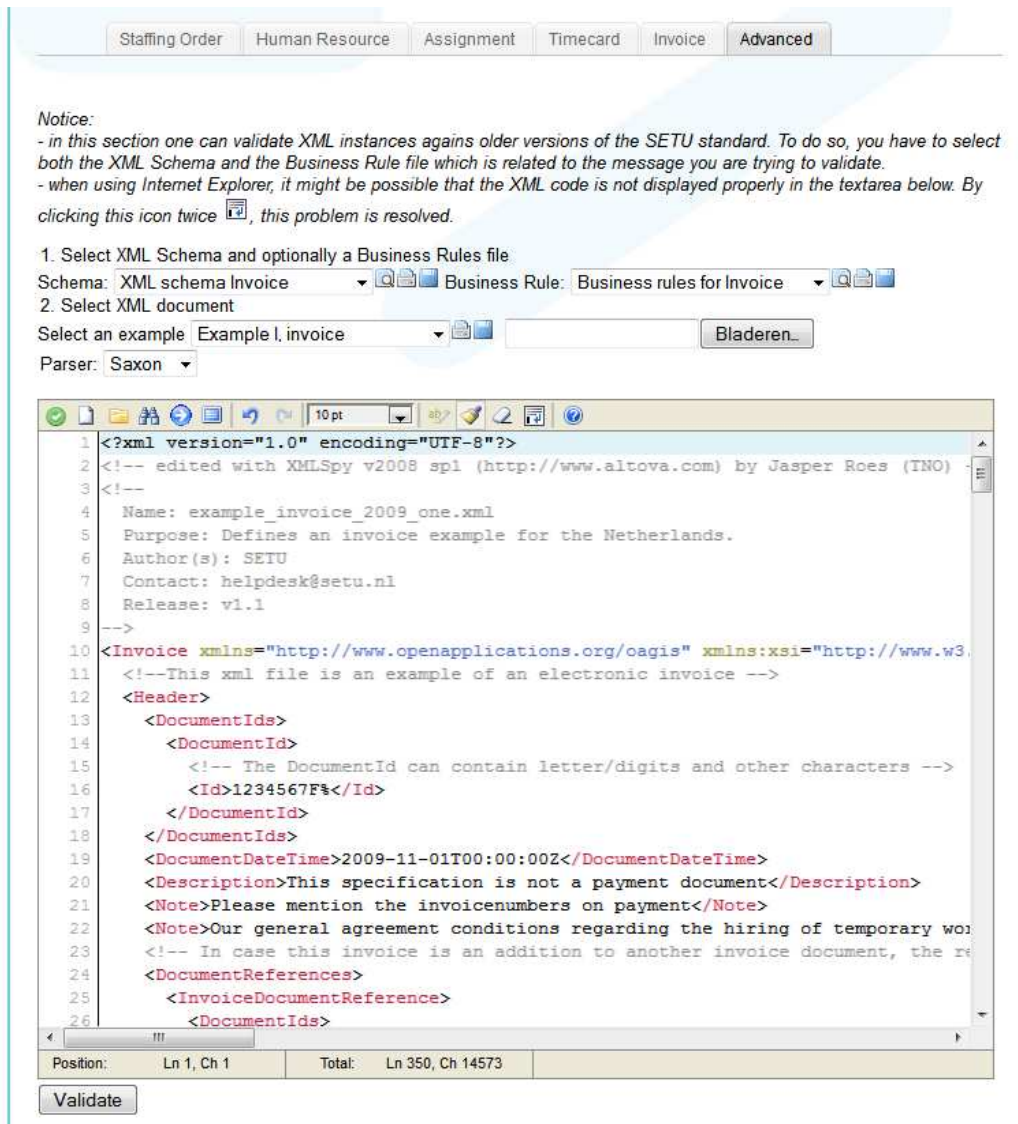 Staffing Order Human Resource Assignment Timecard Invoice Advanced
Notice:
- in this section one can validate XML instances agains older versions of the SETU standard. To do so, you have to select
both the XML Schema and the Business Rule file which is related to the message you are trying to validate.
- when using Internet Explorer, it might be possible that the XML code is not displayed properly in the textarea below. By
clicking this icon twice , this problem is resolved.
1. Select XML Schema and optionally a Business Rules file
Schema: XML schema Invoice Business Rule: Business rules for Invoice
2. Select XML document
Select an example Example I, invoice Bladeren..
Parser: Saxon
10 pt
1 <?xml version="1.0" encoding="UTF-8"?>
2 <!-- edited with XMLSpy v2008 sp1 (http://www.altova.com) by Jasper Roes (TNO) -
3 <!--
4 Name: example_invoice_2009_one.xml
5 Purpose: Defines an invoice example for the Netherlands.
6 Author(s): SETU
7 Contact: helpdesk@setu.nl
8 Release: v1.1
9 -->
10 <Invoice xmlns="http://www.openapplications.org/oagis" xmlns:xsi="http://www.w3.
11 <!--This xml file is an example of an electronic invoice -->
12 <Header>
13 <DocumentIds>
14 <DocumentId>
15 <!-- The DocumentId can contain letter/digits and other characters -->
16 <Id>1234567F%</Id>
17 </DocumentId>
18 </DocumentIds>
19 <DocumentDateTime>2009-11-01T00:00:00Z</DocumentDateTime>
20 <Description>This specification is not a payment document</Description>
21 <Note>Please mention the invoicenumbers on payment</Note>
22 <Note>Our general agreement conditions regarding the hiring of temporary wor
23 <!-- In case this invoice is an addition to another invoice document, the re
24 <DocumentReferences>
25 <InvoiceDocumentReference>
26 <DocumentIds>
Position: Ln 1, Ch 1 Total: Ln 350, Ch 14573
Validate